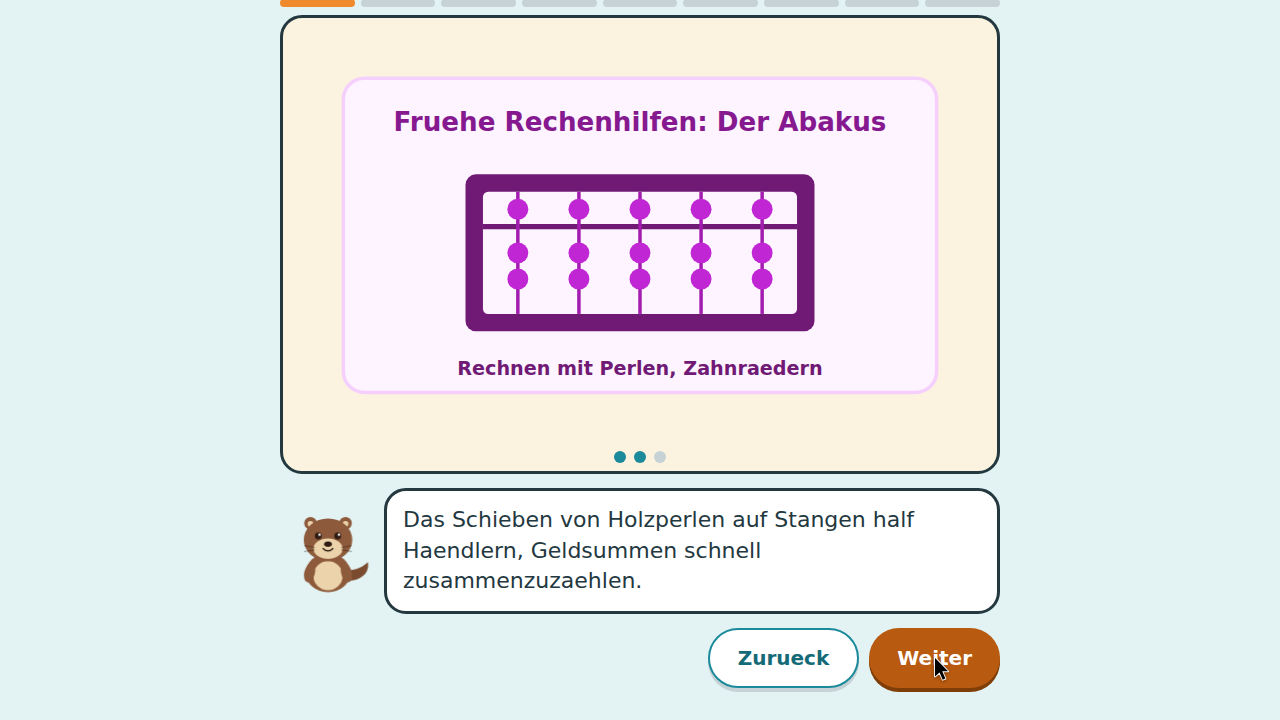 Fruehe Rechenhilfen: Der Abakus
Rechnen mit Perlen, Zahnraedern
Das Schieben von Holzperlen auf Stangen half
Haendlern, Geldsummen schnell
zusammenzuzaehlen.
Zurueck
Weiter